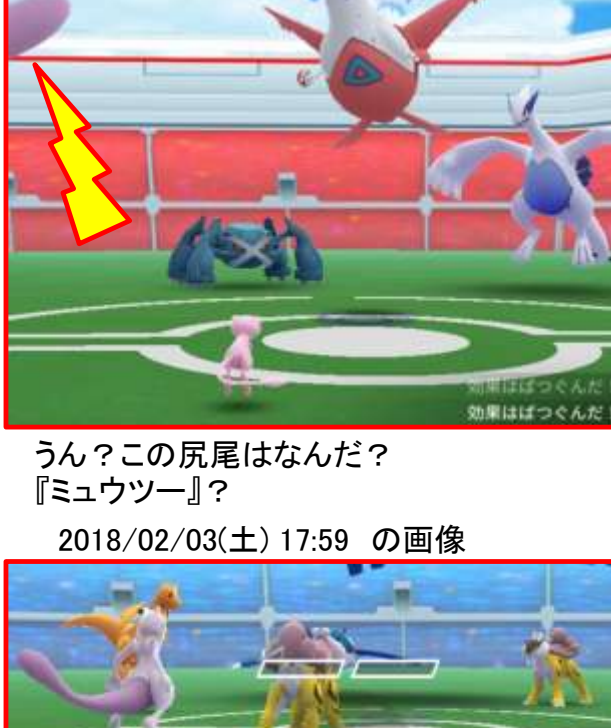 効果はばつぐんだ
効果はばつぐんだ！
うん？この尻尾はなんだ？
『ミュウツー』？
2018/02/03(土) 17:59 の画像